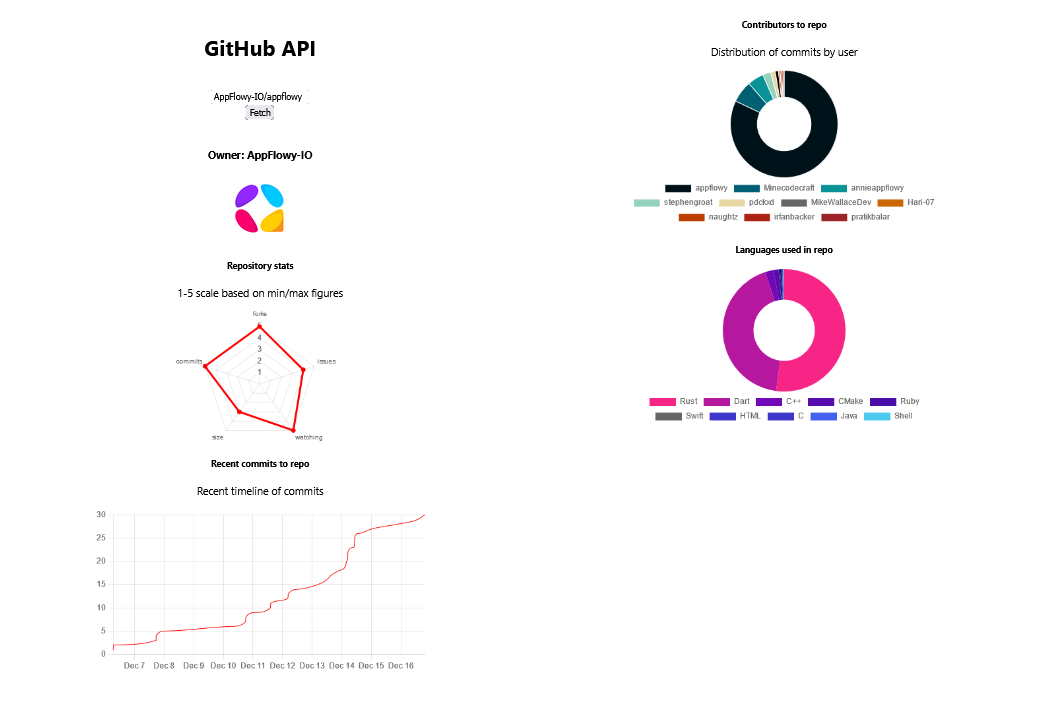 GitHub API
AppFlowy-IO/appflowy
Fetch
Owner: AppFlowy-IO
Repository stats
1-5 scale based on min/max figures
forks
5
4
3
2
1
commits
issues
size
watching
Recent commits to repo
Recent timeline of commits
30
25
20
15
10
5
0
Dec 7 Dec 8 Dec 9 Dec 10 Dec 11 Dec 12 Dec 13 Dec 14 Dec 15 Dec 16
Contributors to repo
Distribution of commits by user
appflowy Minecodecraft annieappflowy
stephengroat pdckxd MikeWallaceDev Hari-07
naughtz irfanbacker pratikbalar
Languages used in repo
Rust Dart C++ CMake Ruby
Swift HTML C Java Shell